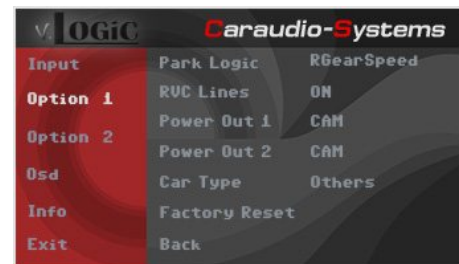 v.LOGiC Caraudio-Systems
Input Park Logic RGearSpeed
Option 1 RVC Lines ON
Power Out 1 CAM
Option 2 Power Out 2 CAM
Osd Car Type Others
Info Factory Reset
Exit Back